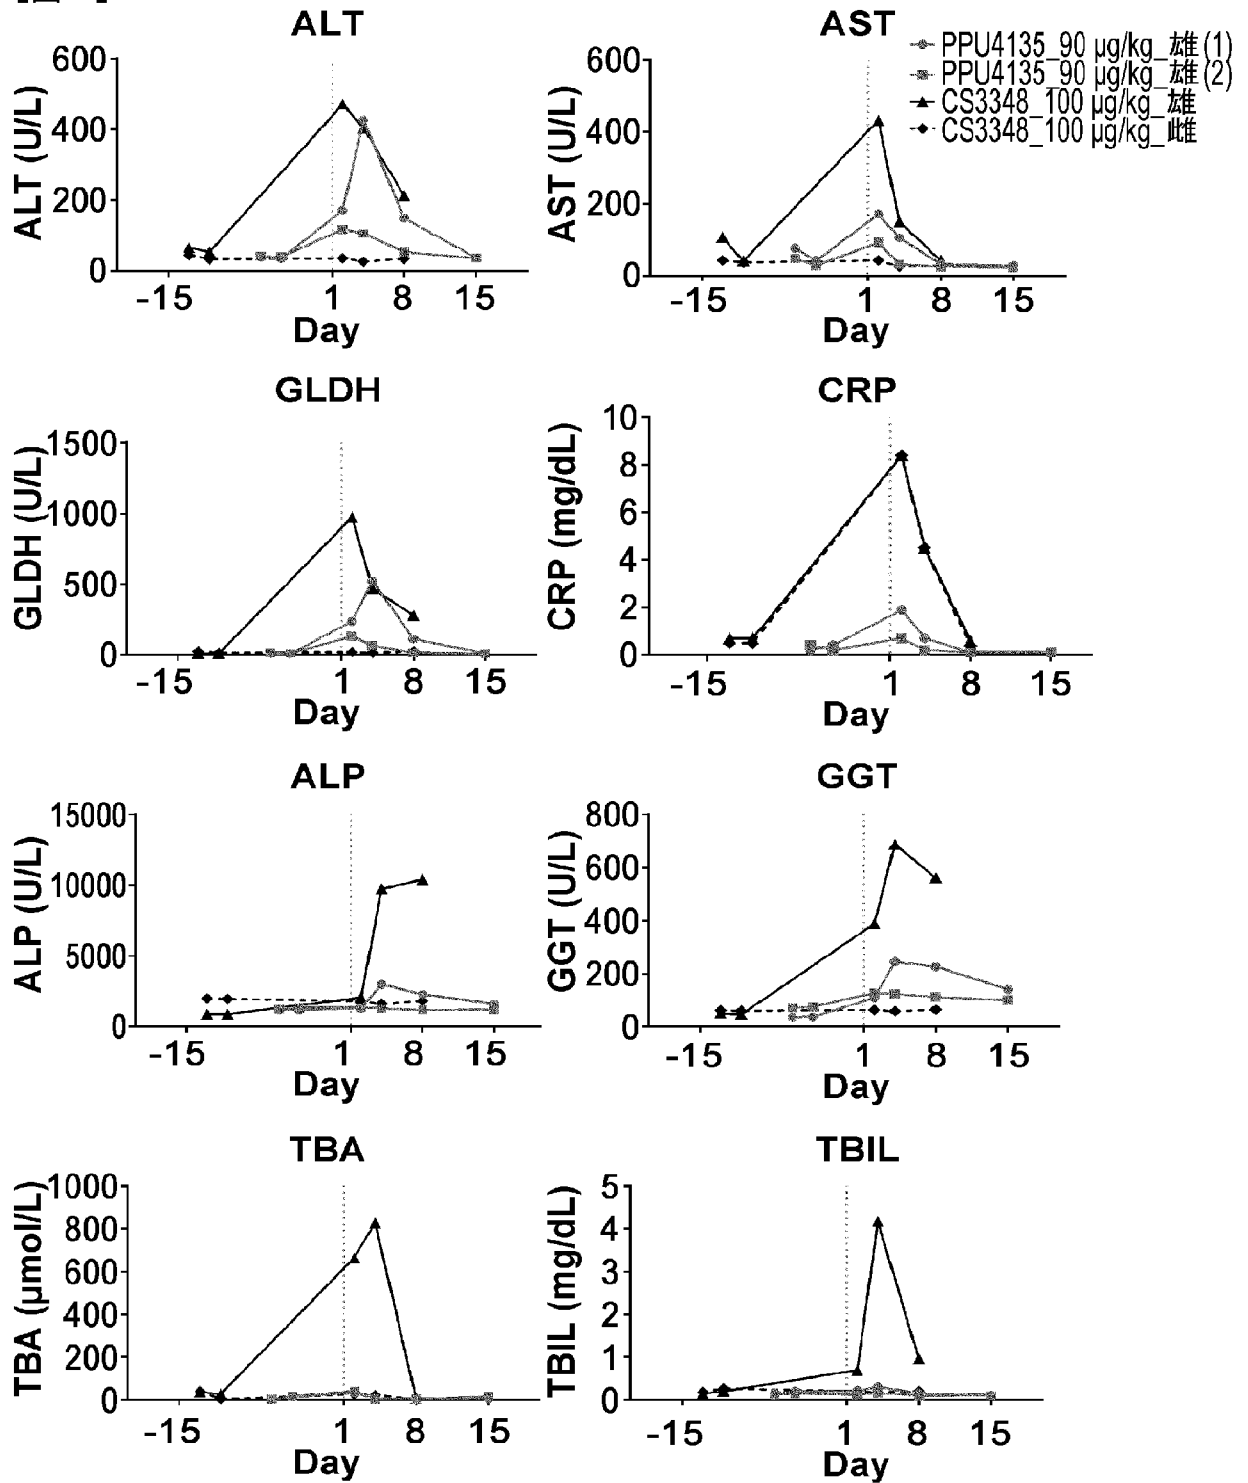 ALT
ALT (U/L)
600
400
200
0
-15
1
8
15
Day
AST
AST (U/L)
600
400
200
0
-15
1
8
15
Day
PPU4135_90 µg/kg_雄(1)
PPU4135_90 µg/kg_雄(2)
CS3348_100 µg/kg_雄
CS3348_100 µg/kg_雌
GLDH
GLDH (U/L)
1500
1000
500
0
-15
1
8
15
Day
CRP
CRP (mg/dL)
10
8
6
4
2
0
-15
1
8
15
Day
ALP
ALP (U/L)
15000
10000
5000
0
-15
1
8
15
Day
GGT
GGT (U/L)
800
600
400
200
0
-15
1
8
15
Day
TBA
TBA (µmol/L)
1000
800
600
400
200
0
-15
1
8
15
Day
TBIL
TBIL (mg/dL)
5
4
3
2
1
0
-15
1
8
15
Day